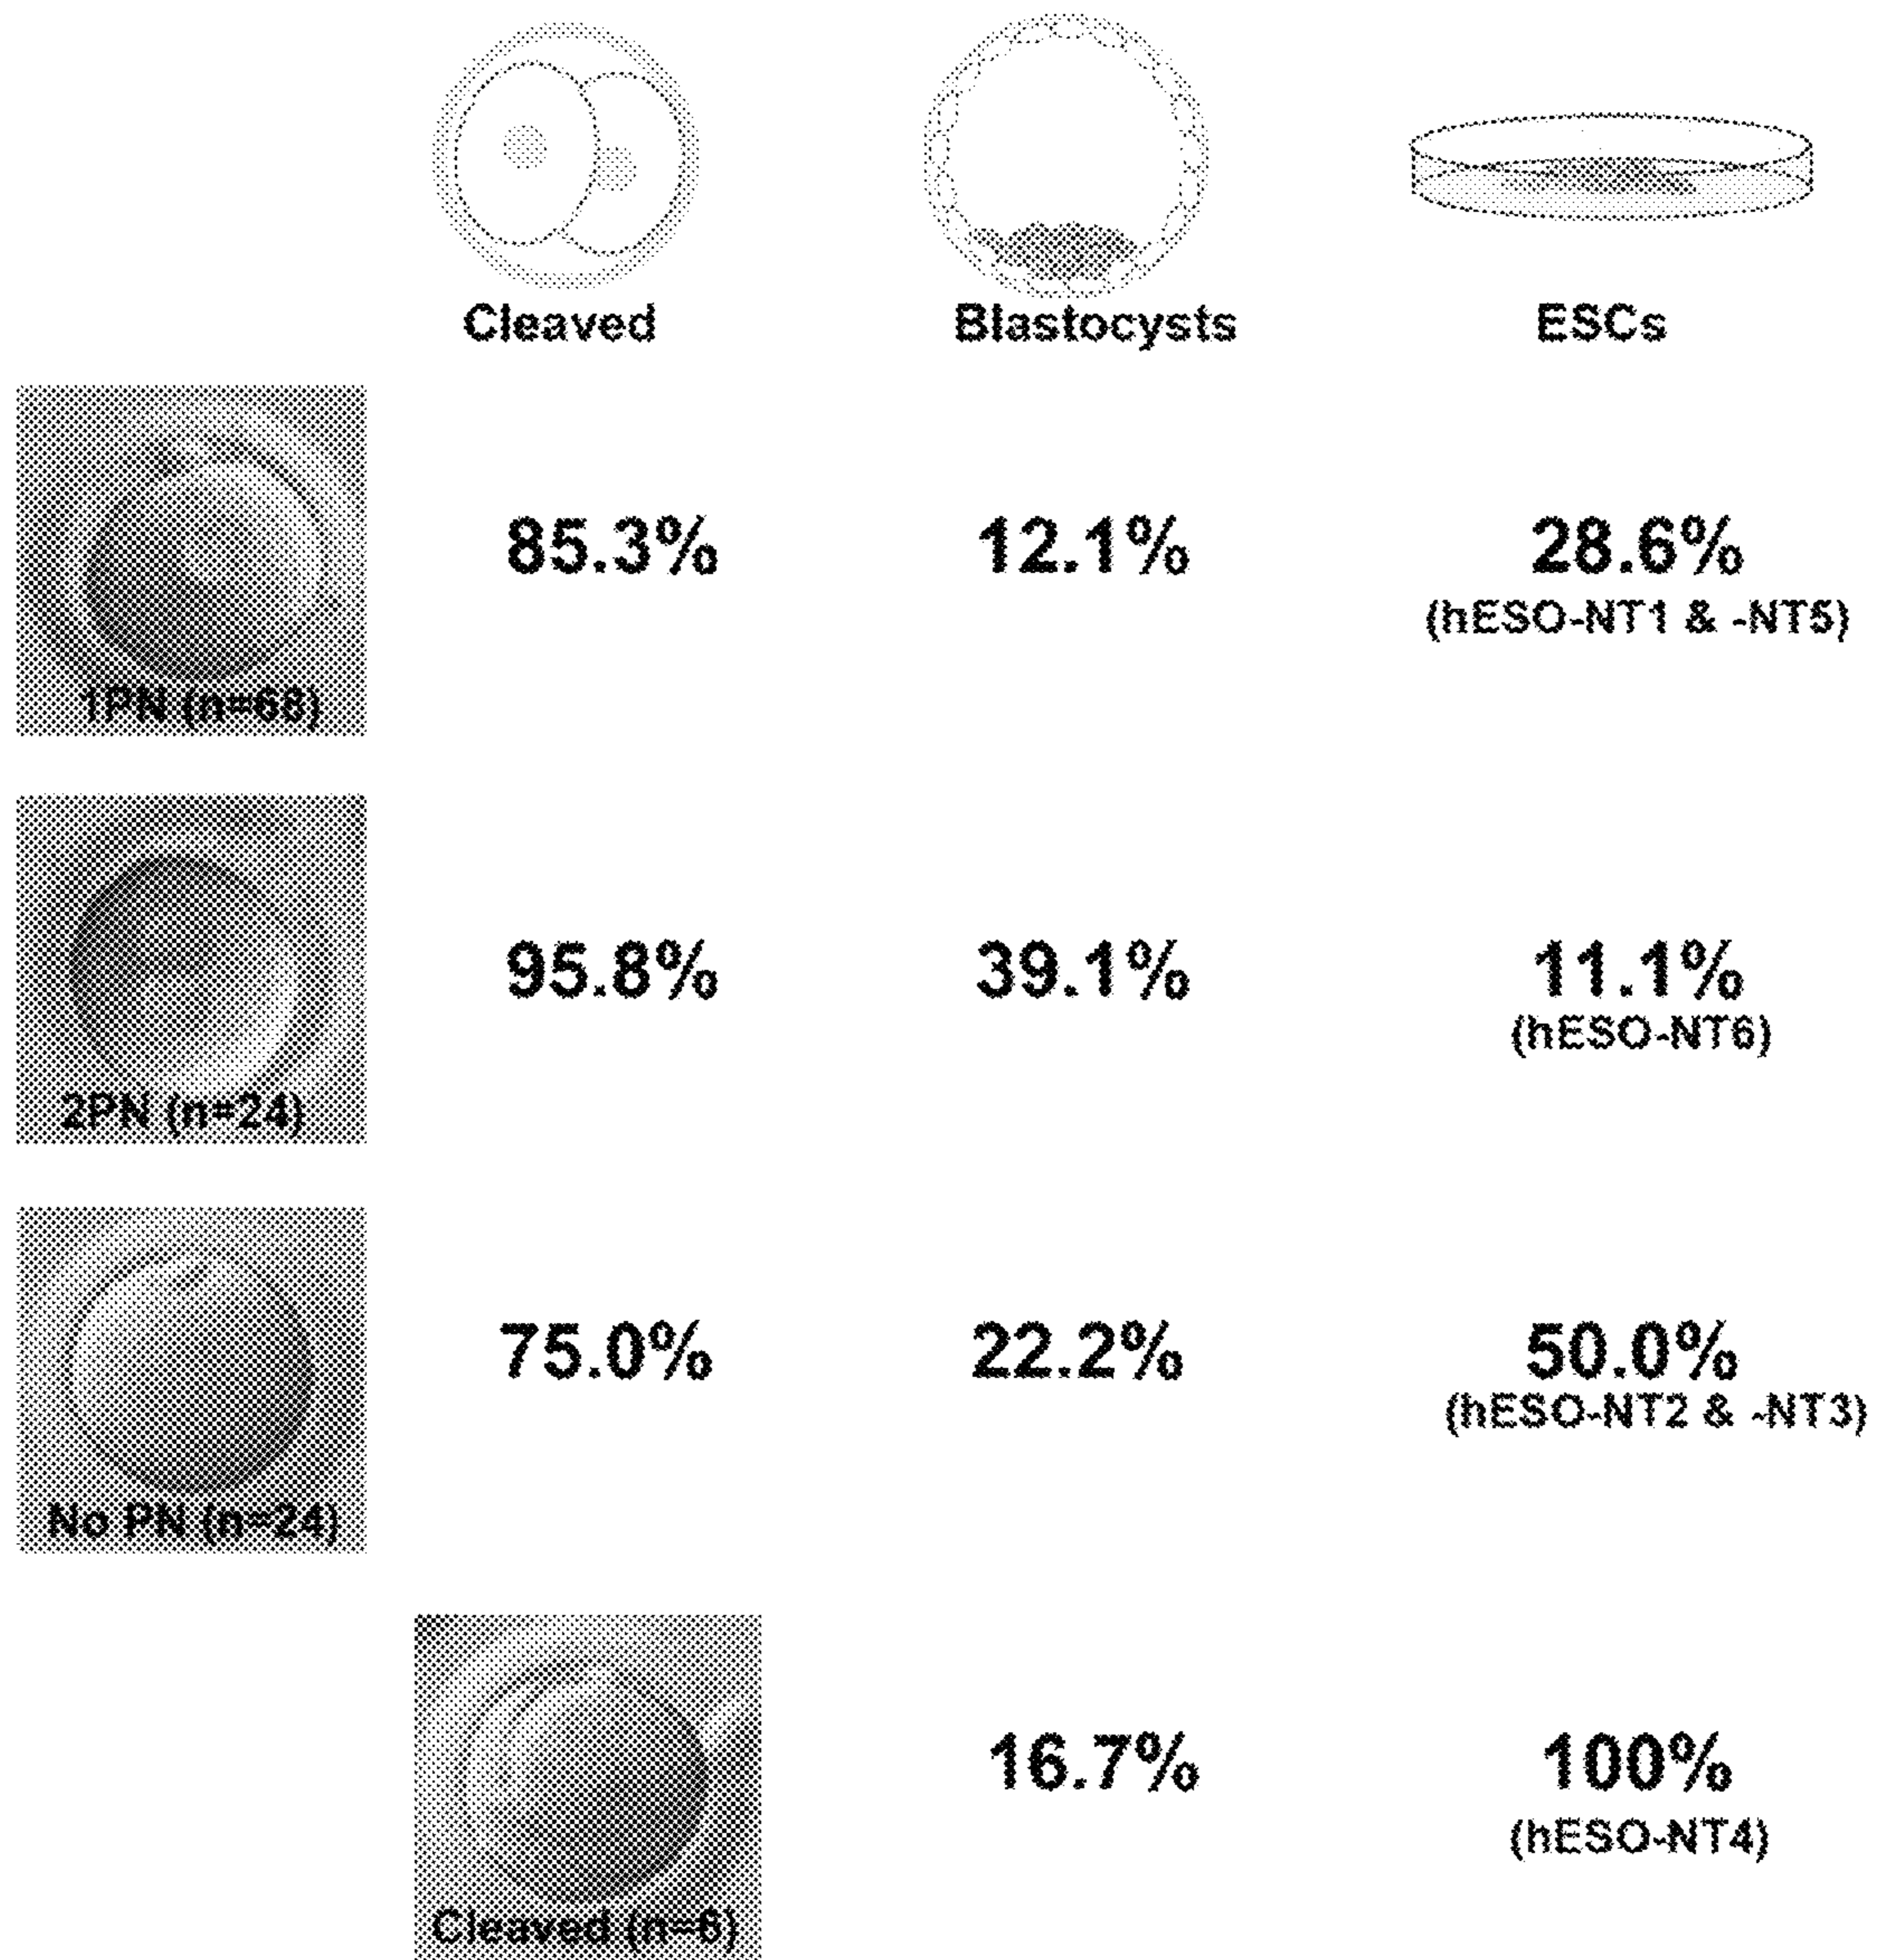 Cleaved Blastocysts ESCs
85.3% 12.1% 28.6%
(hESO-NT1 & -NT5)
1PN (n=68)
95.8% 39.1% 11.1%
(hESO-NT6)
2PN (n=24)
75.0% 22.2% 50.0%
(hESO-NT2 & -NT3)
No PN (n=24)
16.7% 100%
(hESO-NT4)
Cleaved (n=6)